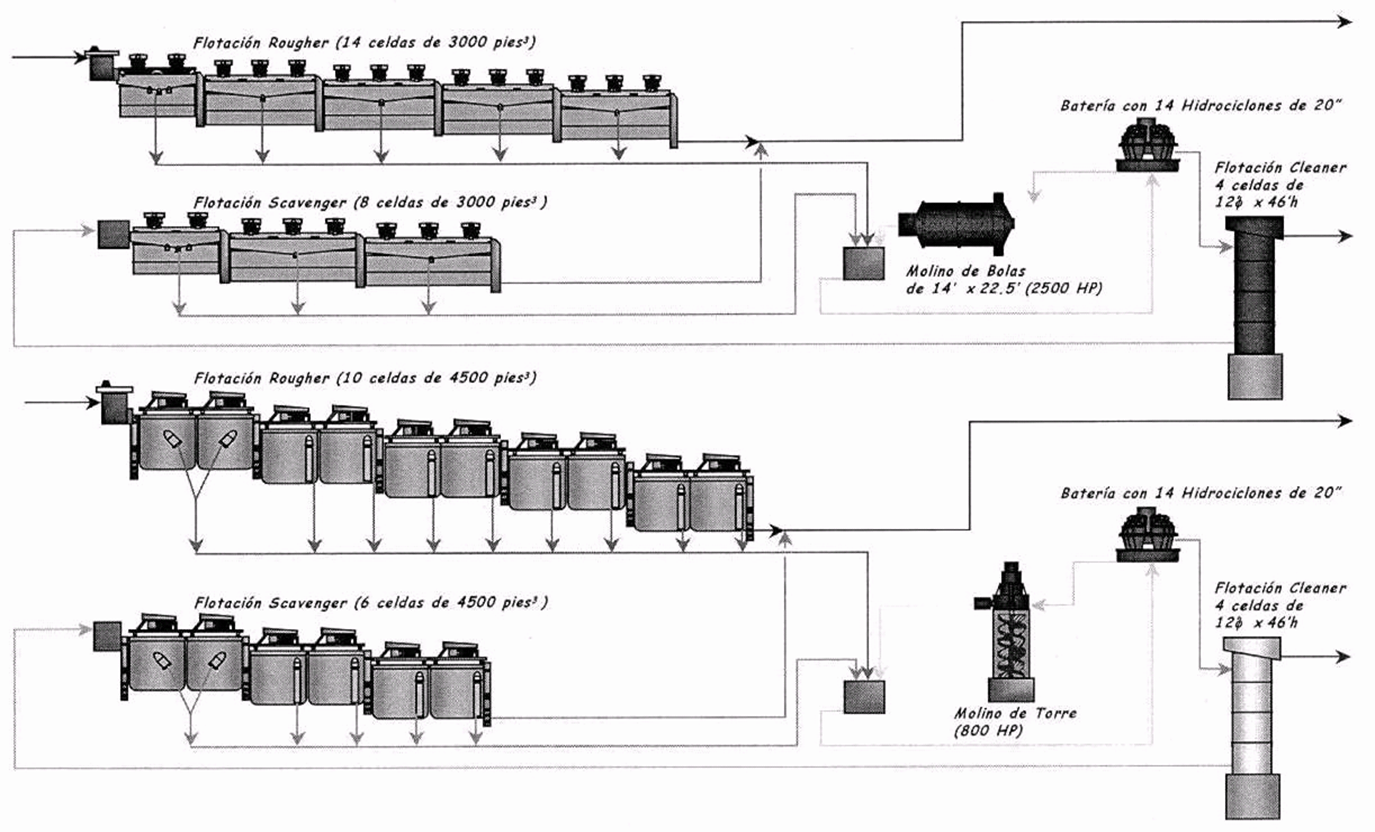 Flotación Rougher (14 celdas de 3000 pies³)
Batería con 14 Hidrociclones de 20"
Flotación Cleaner
4 celdas de
12ϕ x 46'h
Flotación Scavenger (8 celdas de 3000 pies³)
Molino de Bolas
de 14' x 22.5' (2500 HP)
Flotación Rougher (10 celdas de 4500 pies³)
Batería con 14 Hidrociclones de 20"
Flotación Cleaner
4 celdas de
12ϕ x 46'h
Flotación Scavenger (6 celdas de 4500 pies³)
Molino de Torre
(800 HP)